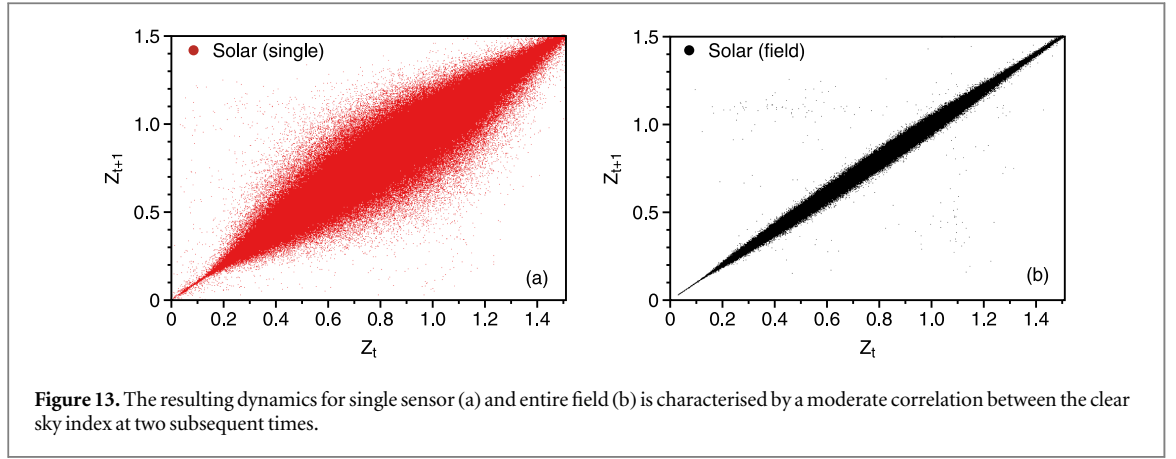 1.5
1.0
0.5
0
Z_{t+1}
Solar (single)
(a)
0 0.2 0.4 0.6 0.8 1.0 1.2 1.4
Z_t
1.5
1.0
0.5
0
Z_{t+1}
Solar (field)
(b)
0 0.2 0.4 0.6 0.8 1.0 1.2 1.4
Z_t
Figure 13. The resulting dynamics for single sensor (a) and entire field (b) is characterised by a moderate correlation between the clear
sky index at two subsequent times.